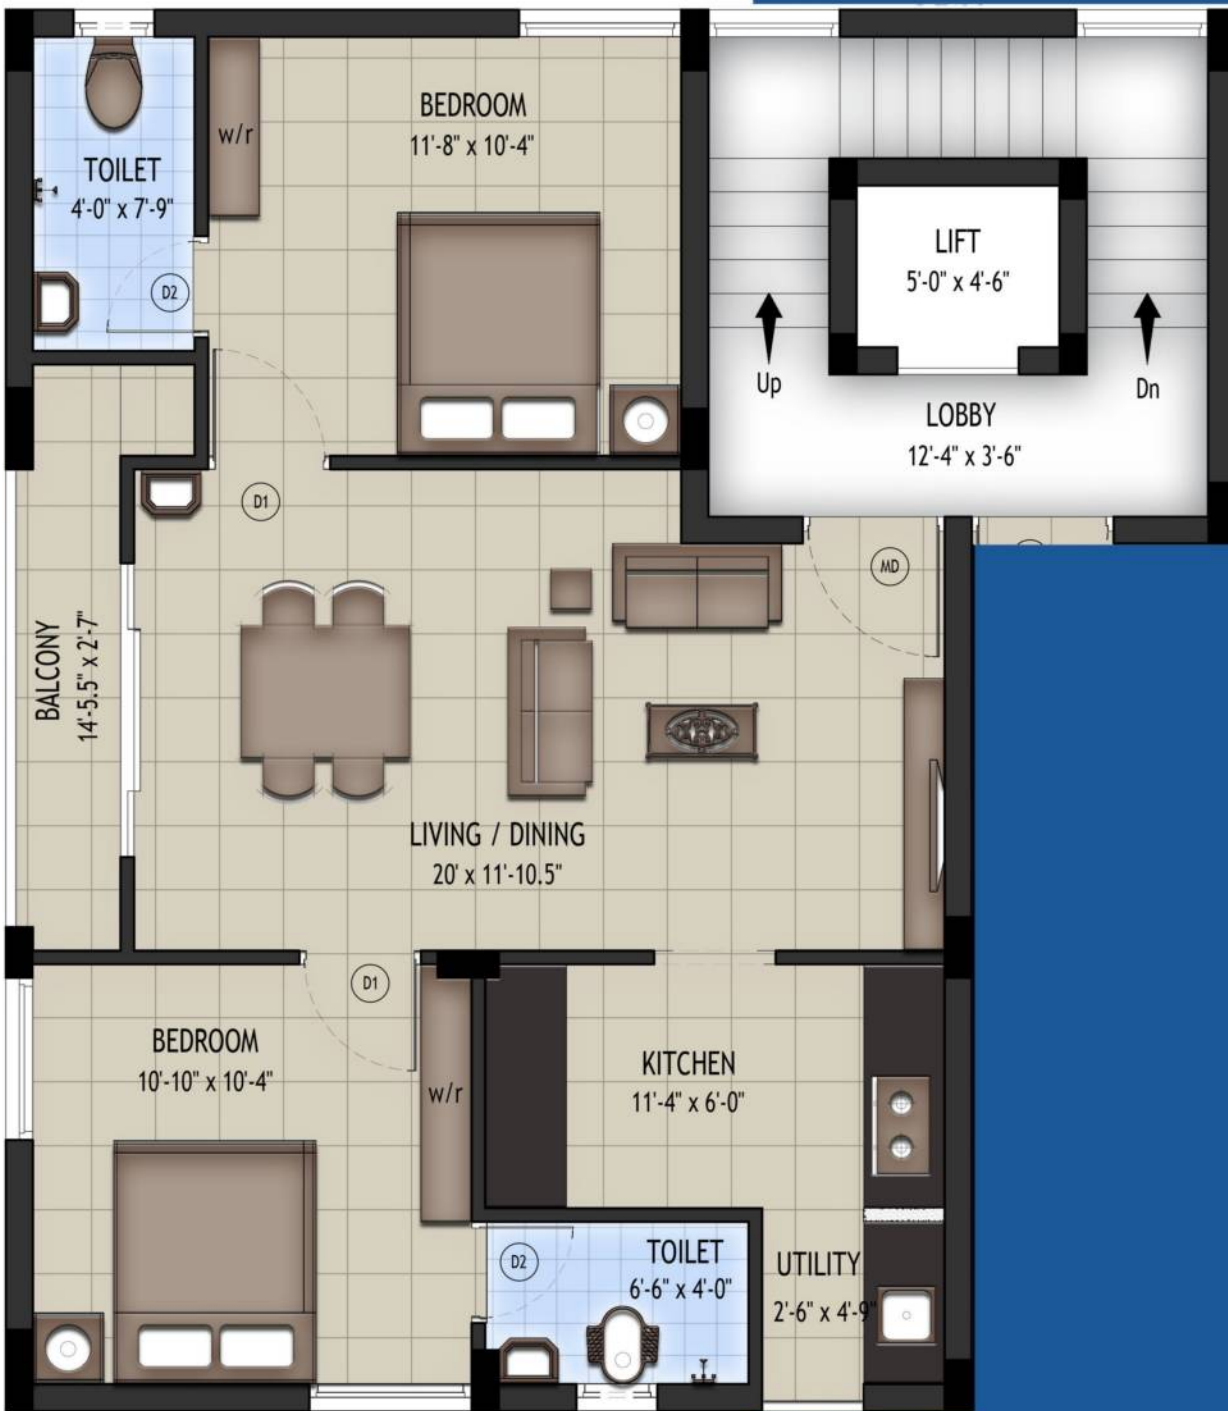 BEDROOM
11'-8" x 10'-4"
w/r
TOILET
4'-0" x 7'-9"
D2
LIFT
5'-0" x 4'-6"
Up
Dn
LOBBY
12'-4" x 3'-6"
D1
MD
BALCONY
14'-5.5" x 2'-7"
LIVING / DINING
20' x 11'-10.5"
D1
BEDROOM
10'-10" x 10'-4"
w/r
KITCHEN
11'-4" x 6'-0"
D2
TOILET
6'-6" x 4'-0"
UTILITY
2'-6" x 4'-9"